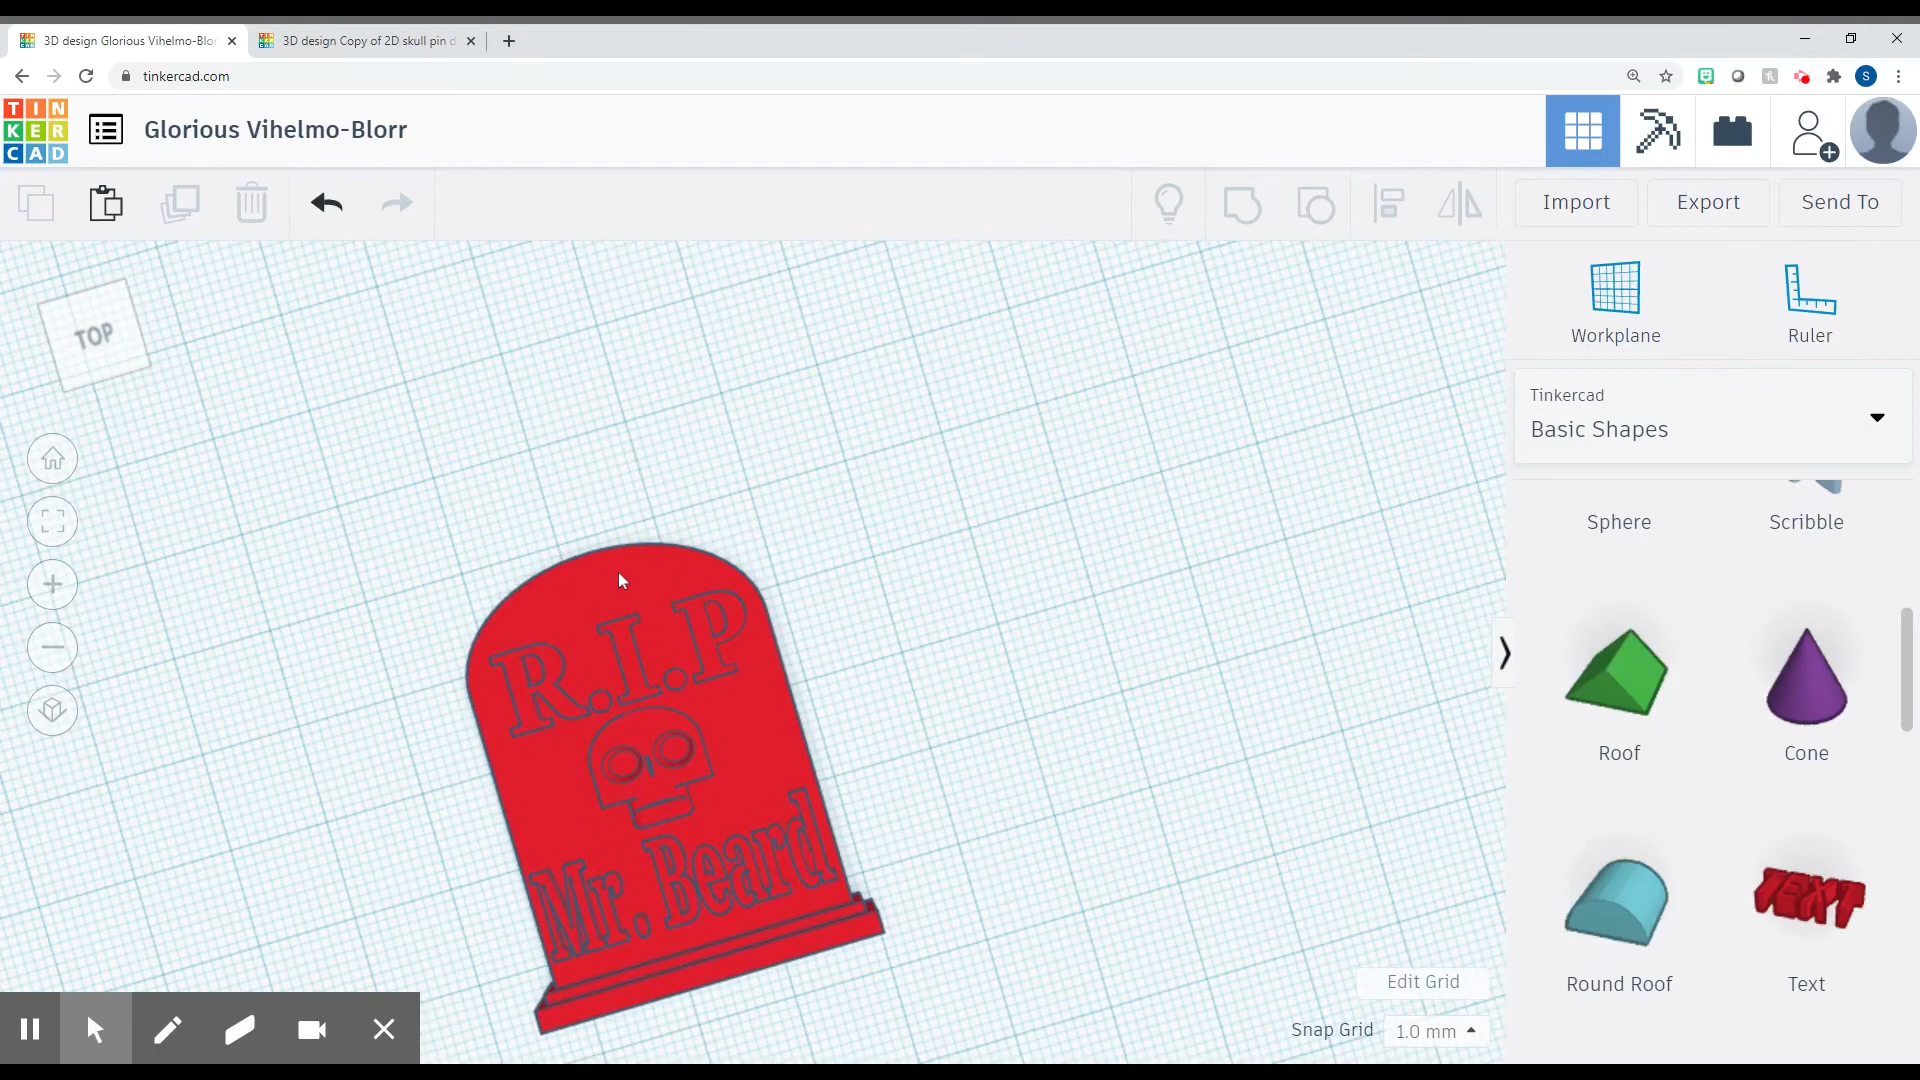 3D design Glorious Vihelmo-Blor
3D design Copy of 2D skull pin d
tinkercad.com
S
TIN
KER
CAD
Glorious Vihelmo-Blorr
Import
Export
Send To
TOP
Workplane
Ruler
Tinkercad
Basic Shapes
Sphere
Scribble
R.I.P
Mr. Beard
Roof
Cone
TEXT
Round Roof
Text
Edit Grid
Snap Grid
1.0 mm